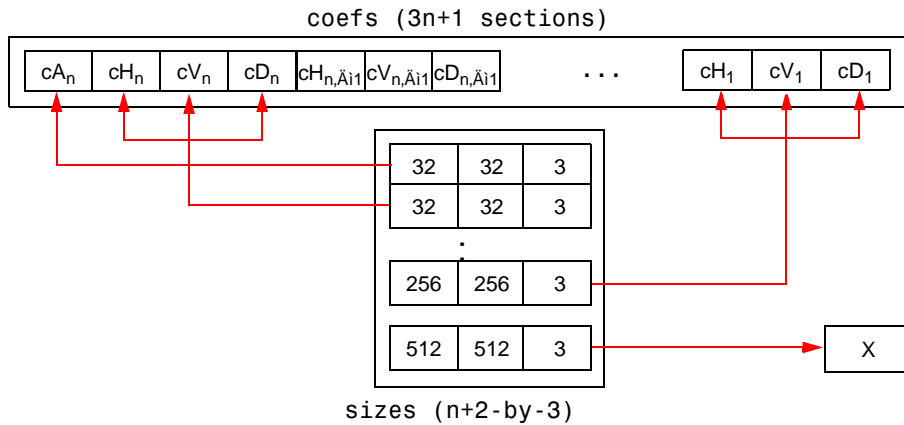 coefs (3n+1 sections)
cAn cHn cVn cDn cHn,Äì1 cVn,Äì1 cDn,Äì1 ... cH1 cV1 cD1
32 32 3
32 32 3
:
256 256 3
512 512 3 X
sizes (n+2-by-3)